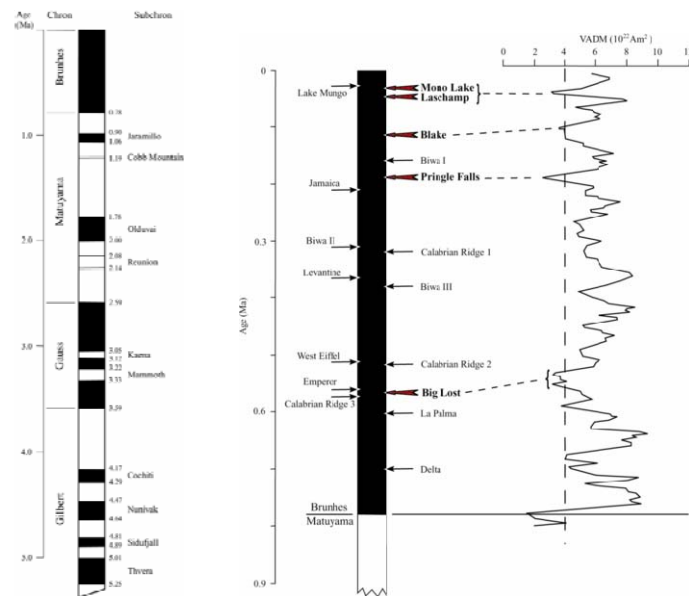 Age
(Ma)
Chron
Subchron
Brunhes
0.78
0.90
1.0
Jaramillo
1.06
1.19
Cobb Mountain
Matuyama
1.76
Olduvai
2.0
2.00
2.08
Reunion
2.14
2.59
Gauss
3.0
3.05
Kaena
3.12
3.22
Mammoth
3.33
3.59
Gilbert
4.0
4.17
Cochiti
4.29
4.47
Nunivak
4.64
4.81
Sidufjall
4.89
5.0
5.01
Thvera
5.25
VADM (10²²Am²)
0 2 4 6 8 10 12
Age (Ma)
0
0.3
0.6
0.9
Lake Mungo
Mono Lake
Laschamp
Blake
Biwa I
Pringle Falls
Jamaica
Biwa II
Calabrian Ridge 1
Levantine
Biwa III
West Eiffel
Calabrian Ridge 2
Emperor
Big Lost
Calabrian Ridge 3
La Palma
Delta
Brunhes
Matuyama